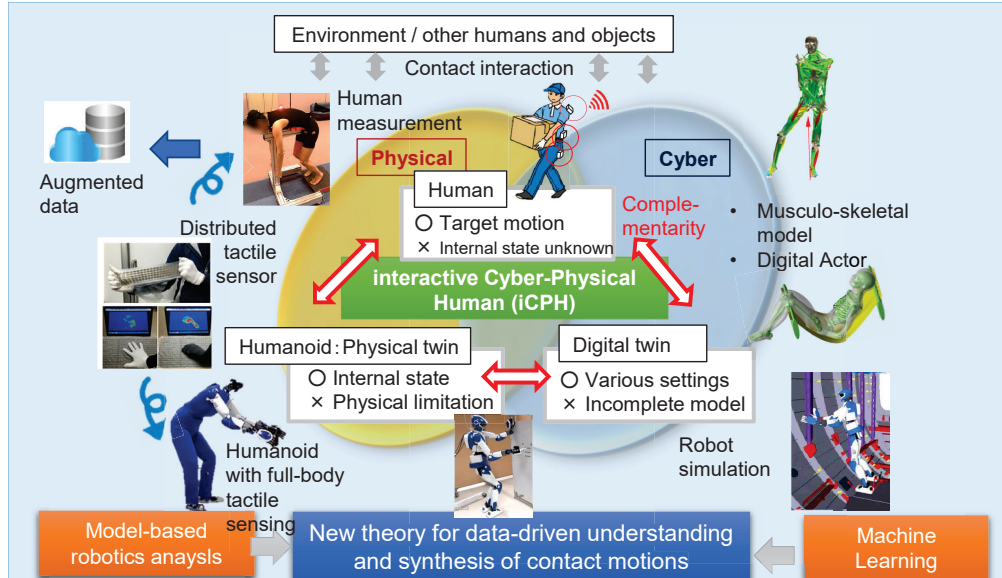 Environment / other humans and objects
Contact interaction
Human
measurement
Physical
Cyber
Augmented
data
Human
○ Target motion
× Internal state unknown
Comple-
mentarity
• Musculo-skeletal
model
• Digital Actor
Distributed
tactile
sensor
interactive Cyber-Physical
Human (iCPH)
Humanoid：Physical twin
○ Internal state
× Physical limitation
Digital twin
○ Various settings
× Incomplete model
Humanoid
with full-body
tactile
sensing
Robot
simulation
Model-based
robotics anaysls
New theory for data-driven understanding
and synthesis of contact motions
Machine
Learning